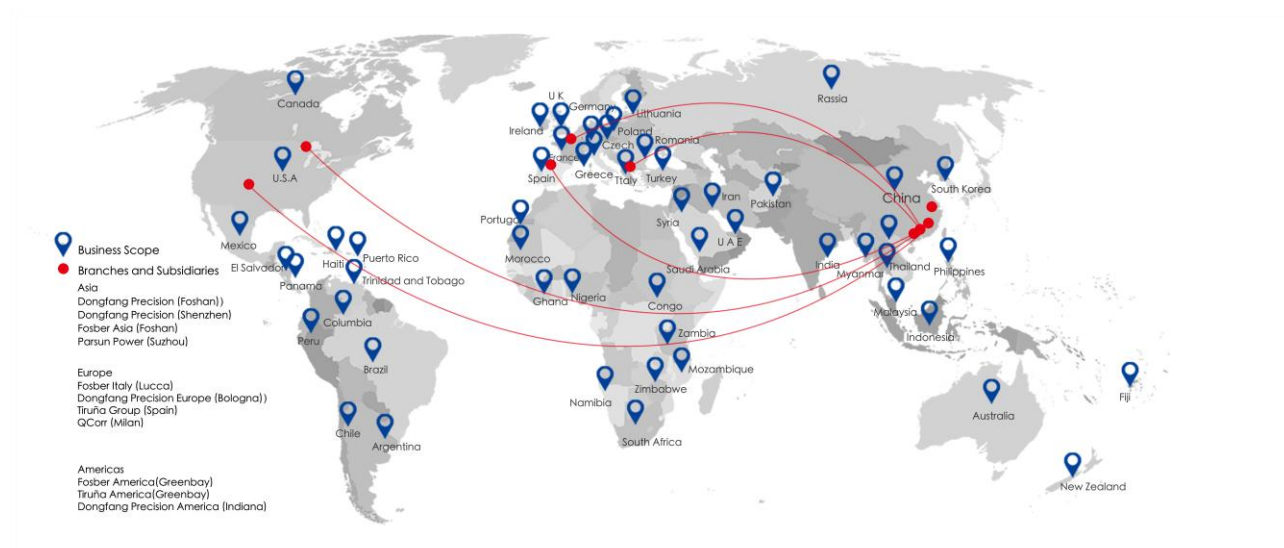 Canada
Rassia
U K
Germany
Lithuania
Ireland
Poland
Romania
Czech
France
Spain
Greece
Ttaly
Turkey
U.S.A
South Korea
China
Iran
Pakistan
Portuga
Syria
Mexico
U A E
Morocco
Saudi Arabia
India
Myanmar
Thailand
Philippines
Business Scope
Branches and Subsidiaries
El Salvador
Haiti
Puerto Rico
Panama
Trinidad and Tobago
Ghana
Nigeria
Congo
Columbia
Malaysia
Indonesia
Peru
Zambia
Brazil
Mozambique
Zimbabwe
Namibia
Fiji
Chile
Argentina
South Africa
Australia
New Zealand
Asia
Dongfang Precision (Foshan))
Dongfang Precision (Shenzhen)
Fosber Asia (Foshan)
Parsun Power (Suzhou)
Europe
Fosber Italy (Lucca)
Dongfang Precision Europe (Bologna))
Tiruña Group (Spain)
QCorr (Milan)
Americas
Fosber America(Greenbay)
Tiruña America(Greenbay)
Dongfang Precision America (Indiana)